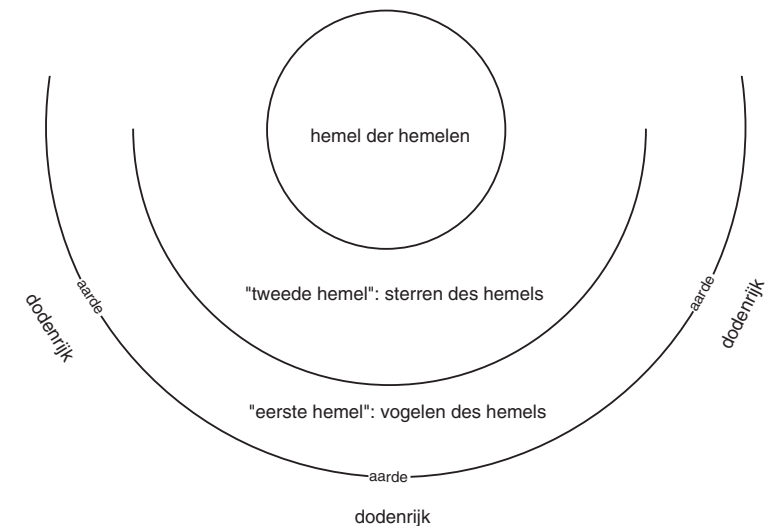 hemel der hemelen
"tweede hemel": sterren des hemels
aarde
aarde
dodenrijk
dodenrijk
"eerste hemel": vogelen des hemels
aarde
dodenrijk